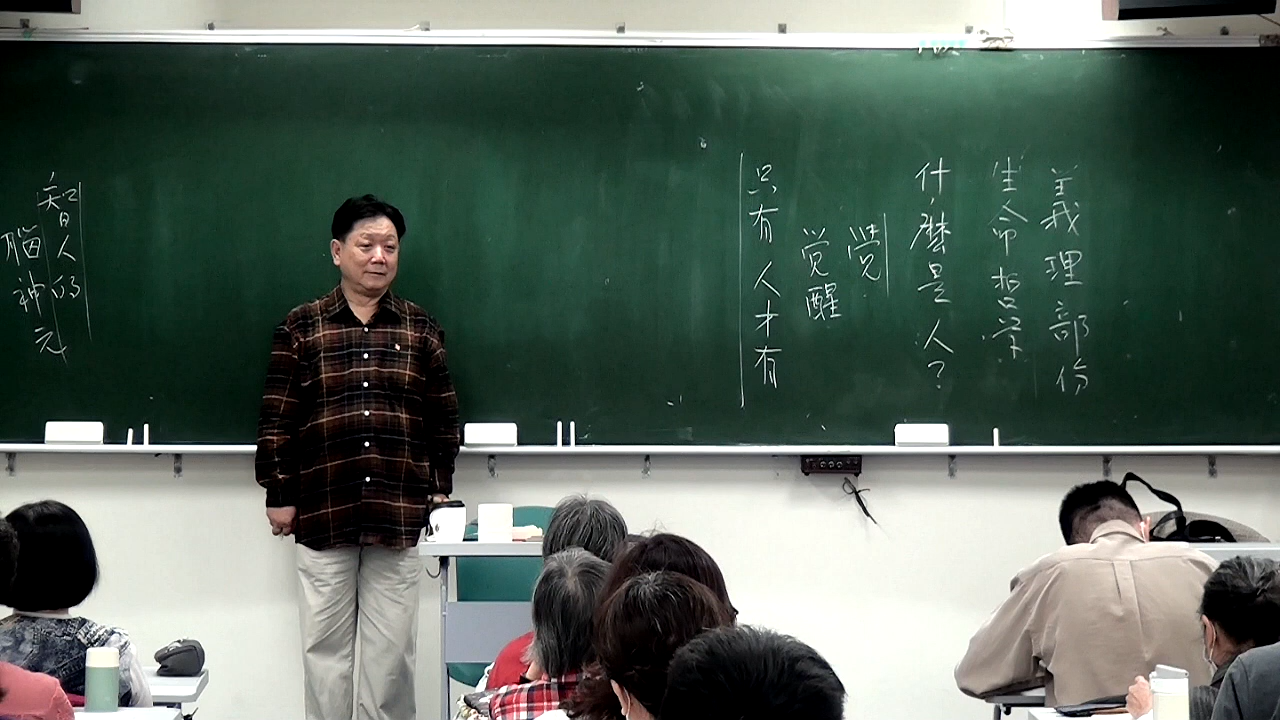 義理部份
生命哲学
什麼是人？
觉
觉醒
只有人才有
智人的
腦神元